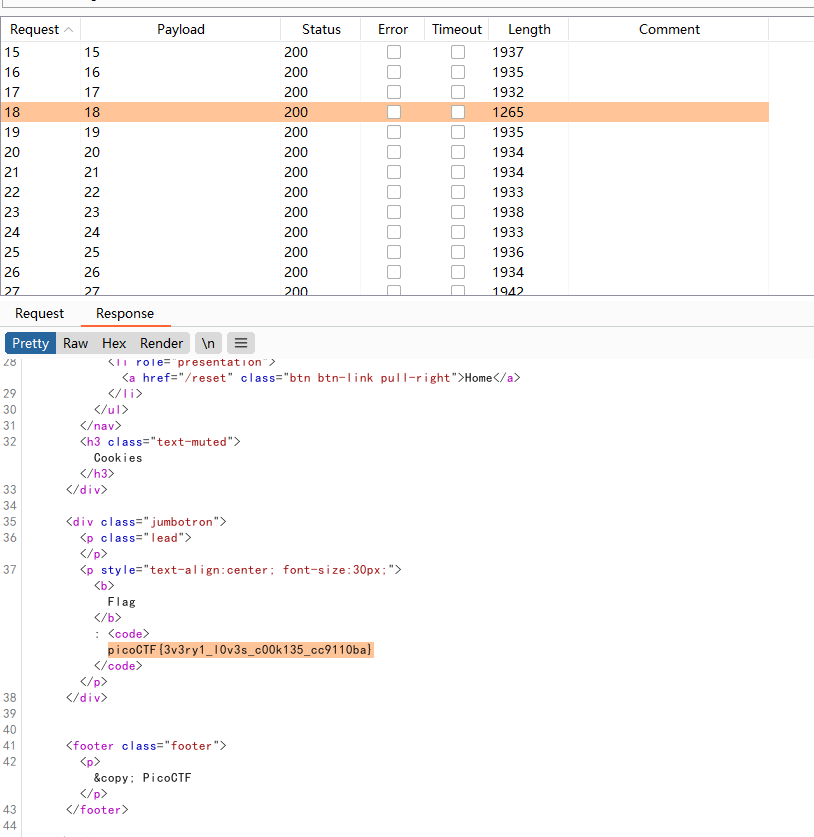 Request Payload Status Error Timeout Length Comment
15 15 200 1937
16 16 200 1935
17 17 200 1932
18 18 200 1265
19 19 200 1935
20 20 200 1934
21 21 200 1934
22 22 200 1933
23 23 200 1938
24 24 200 1933
25 25 200 1936
26 26 200 1934
27 27 200 1942
Request Response
Pretty Raw Hex Render \n
28 <li role="presentation">
<a href="/reset" class="btn btn-link pull-right">Home</a>
29 </li>
30 </ul>
31 </nav>
32 <h3 class="text-muted">
Cookies
</h3>
33 </div>
34
35 <div class="jumbotron">
36 <p class="lead">
</p>
37 <p style="text-align:center; font-size:30px;">
<b>
Flag
</b>
: <code>
picoCTF{3v3ry1_l0v3s_c00k135_cc9110ba}
</code>
</p>
38 </div>
39
40
41 <footer class="footer">
42 <p>
&copy; PicoCTF
</p>
43 </footer>
44